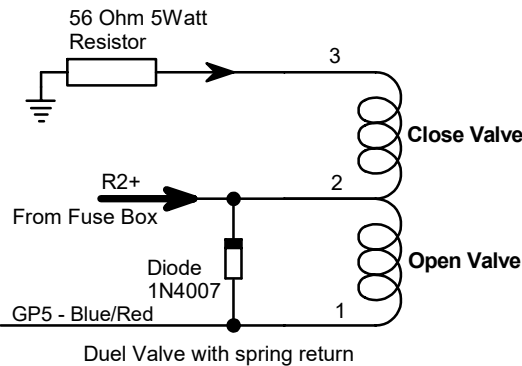 56 Ohm 5Watt
Resistor
3
Close Valve
R2+
2
From Fuse Box
Open Valve
Diode
1N4007
GP5 - Blue/Red
1
Duel Valve with spring return